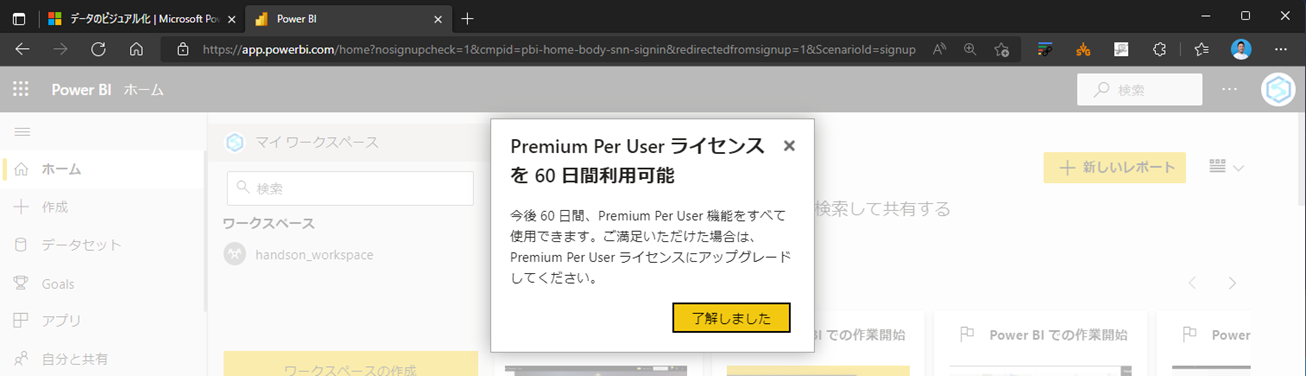 データのビジュアル化 | Microsoft Pow
Power BI
https://app.powerbi.com/home?nosignupcheck=1&cmpid=pbi-home-body-snn-signin&redirectedfromsignup=1&ScenarioId=signup
Power BI ホーム
検索
マイ ワークスペース
ホーム
検索
作成
ワークスペース
データセット
handson_workspace
Goals
アプリ
自分と共有
ワークスペースの作成
Premium Per User ライセンス
を 60 日間利用可能
今後 60 日間、Premium Per User 機能をすべて
使用できます。ご満足いただけた場合は、
Premium Per User ライセンスにアップグレード
してください。
了解しました
新しいレポート
検索して共有する
BI での作業開始
Power BI での作業開始
Power